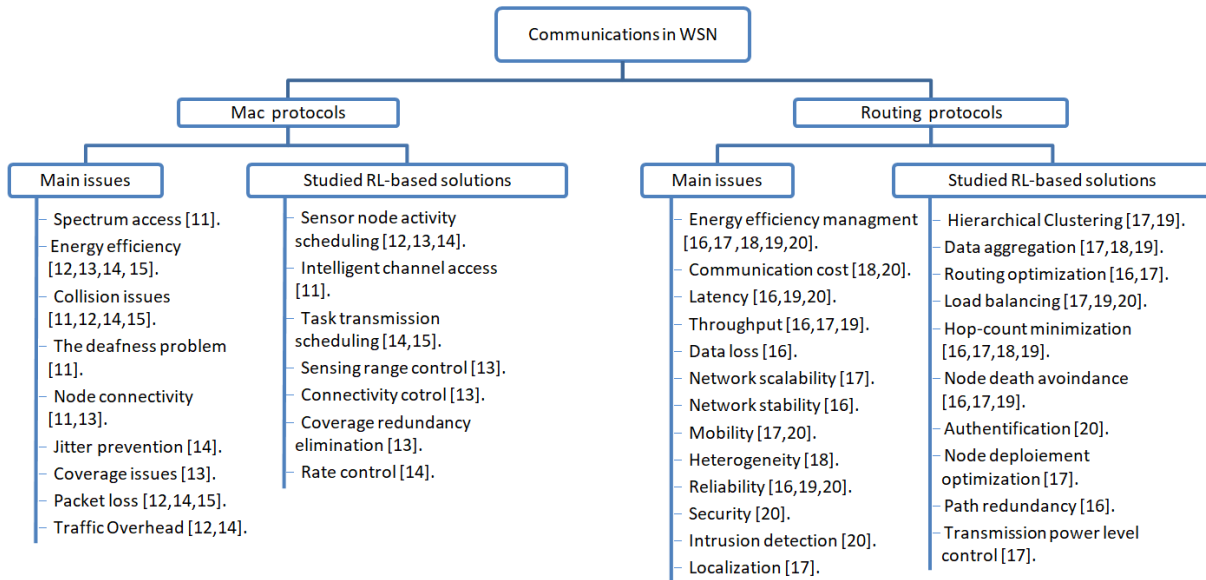 Communications in WSN
Mac protocols
Routing protocols
Main issues
Studied RL-based solutions
Main issues
Studied RL-based solutions
Spectrum access [11].
Energy efficiency
[12,13,14, 15].
Collision issues
[11,12,14,15].
The deafness problem
[11].
Node connectivity
[11,13].
Jitter prevention [14].
Coverage issues [13].
Packet loss [12,14,15].
Traffic Overhead [12,14].
Sensor node activity
scheduling [12,13,14].
Intelligent channel access
[11].
Task transmission
scheduling [14,15].
Sensing range control [13].
Connectivity cotrol [13].
Coverage redundancy
elimination [13].
Rate control [14].
Energy efficiency managment
[16,17,18,19,20].
Communication cost [18,20].
Latency [16,19,20].
Throughput [16,17,19].
Data loss [16].
Network scalability [17].
Network stability [16].
Mobility [17,20].
Heterogeneity [18].
Reliability [16,19,20].
Security [20].
Intrusion detection [20].
Localization [17].
Hierarchical Clustering [17,19].
Data aggregation [17,18,19].
Routing optimization [16,17].
Load balancing [17,19,20].
Hop-count minimization
[16,17,18,19].
Node death avoindance
[16,17,19].
Authentification [20].
Node deploiement
optimization [17].
Path redundancy [16].
Transmission power level
control [17].